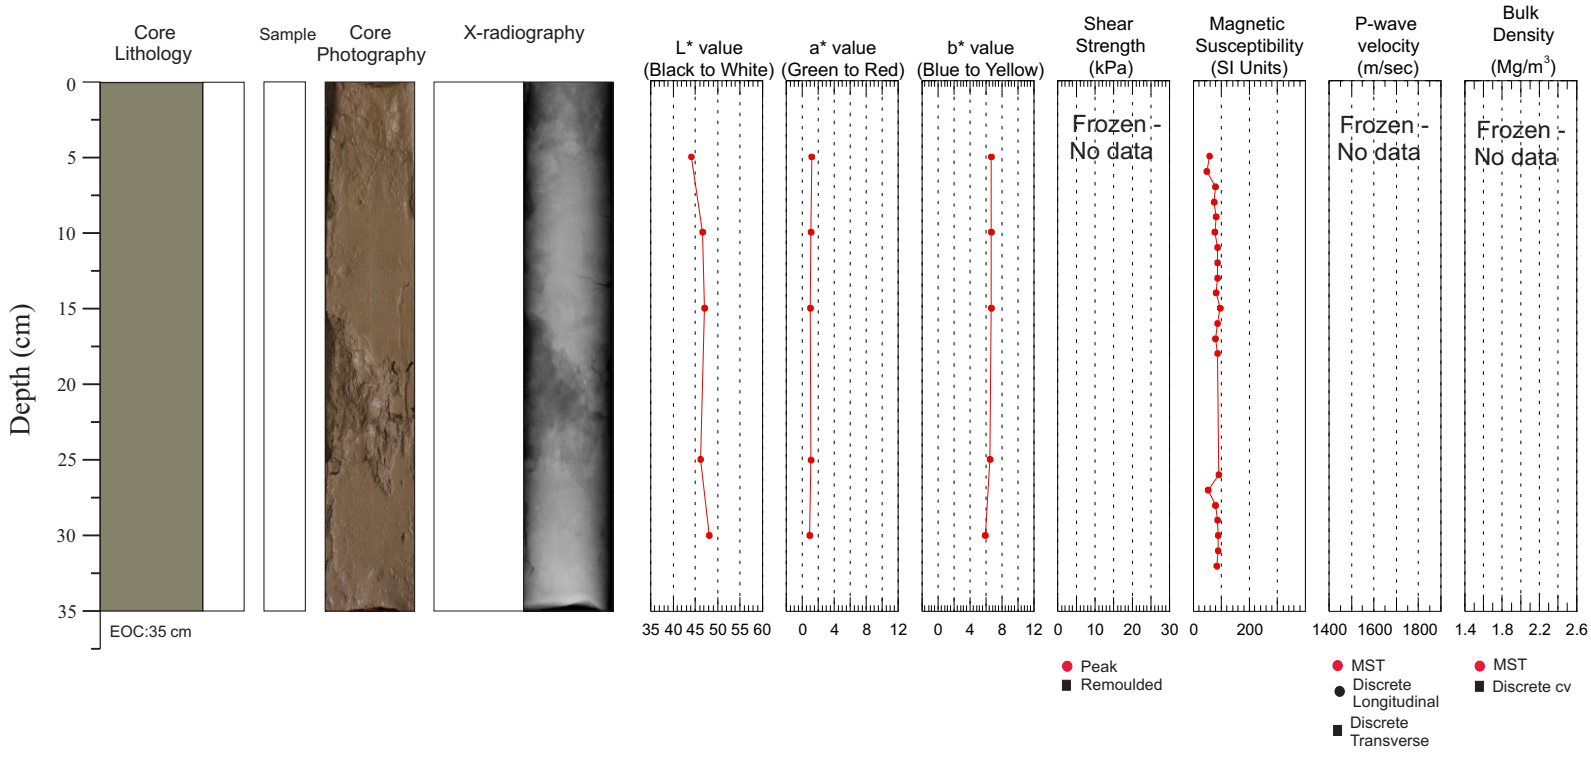 Core
Lithology
Sample
Core
Photography
X-radiography
L* value
(Black to White)
a* value
(Green to Red)
b* value
(Blue to Yellow)
Shear
Strength
(kPa)
Magnetic
Susceptibility
(SI Units)
P-wave
velocity
(m/sec)
Bulk
Density
(Mg/m³)
Depth (cm)
0
5
10
15
20
25
30
35
EOC:35 cm
Frozen -
No data
Frozen -
No data
Frozen -
No data
35 40 45 50 55 60
0 4 8 12
0 4 8 12
0 10 20 30
0 200
1400 1600 1800
1.4 1.8 2.2 2.6
Peak
Remoulded
MST
Discrete
Longitudinal
Discrete
Transverse
MST
Discrete cv